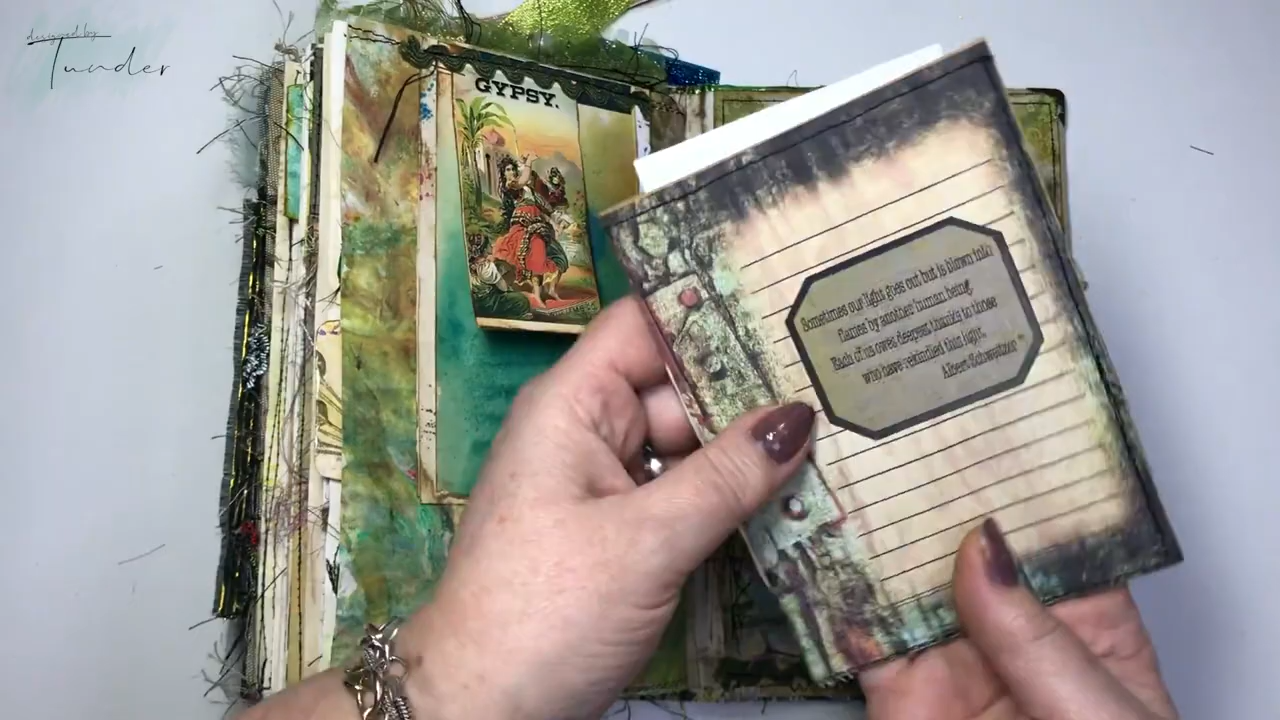 designed by
Tunder
GYPSY.
Sometimes our light goes out but is blown into
flames by another human being.
Each of us owes deepest thanks to those
who have rekindled this light.
Albert Schweitzer